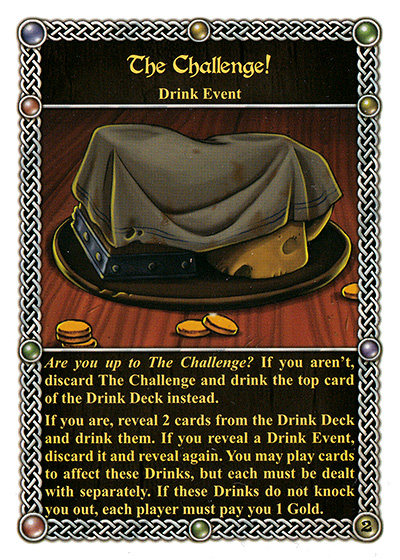 The Challenge!
Drink Event
Are you up to The Challenge? If you aren't,
discard The Challenge and drink the top card
of the Drink Deck instead.
If you are, reveal 2 cards from the Drink Deck
and drink them. If you reveal a Drink Event,
discard it and reveal again. You may play cards
to affect these Drinks, but each must be dealt
with separately. If these Drinks do not knock
you out, each player must pay you 1 Gold.
2